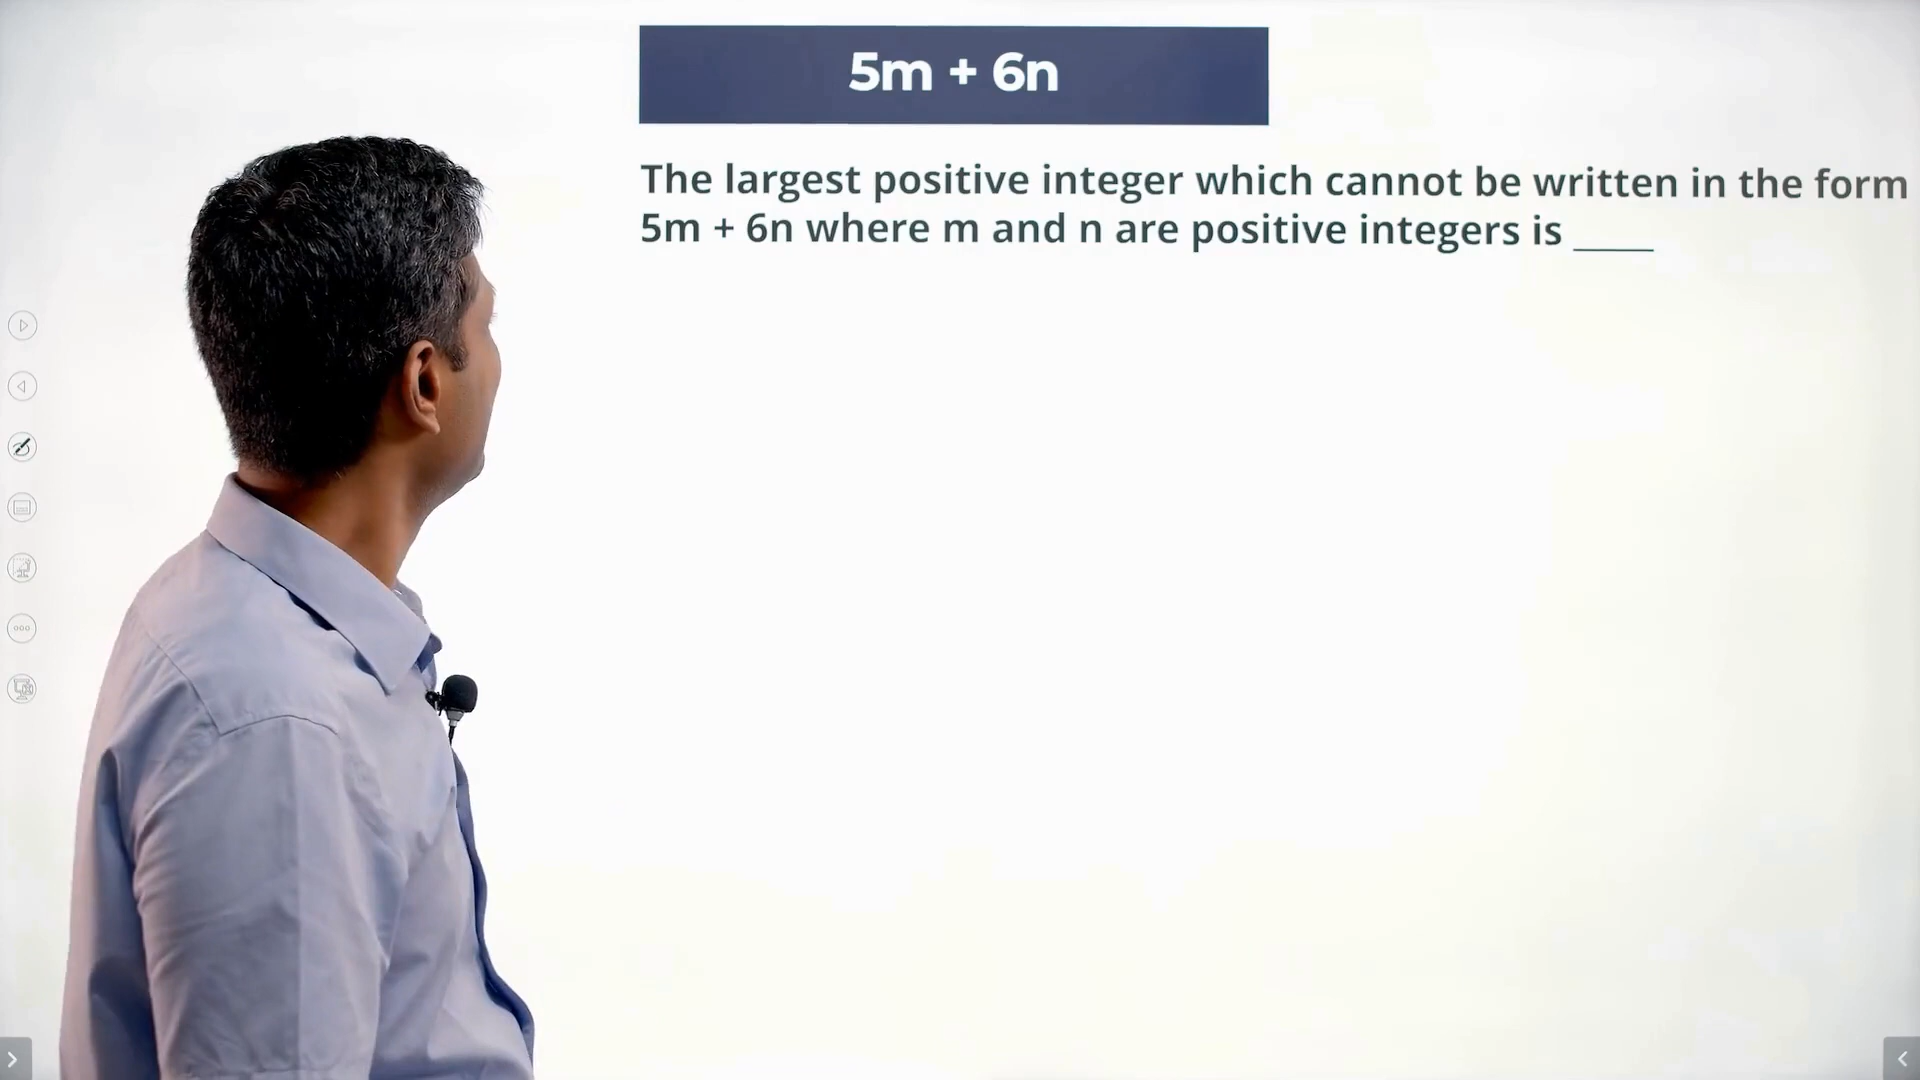 5m + 6n
The largest positive integer which cannot be written in the form
5m + 6n where m and n are positive integers is _____